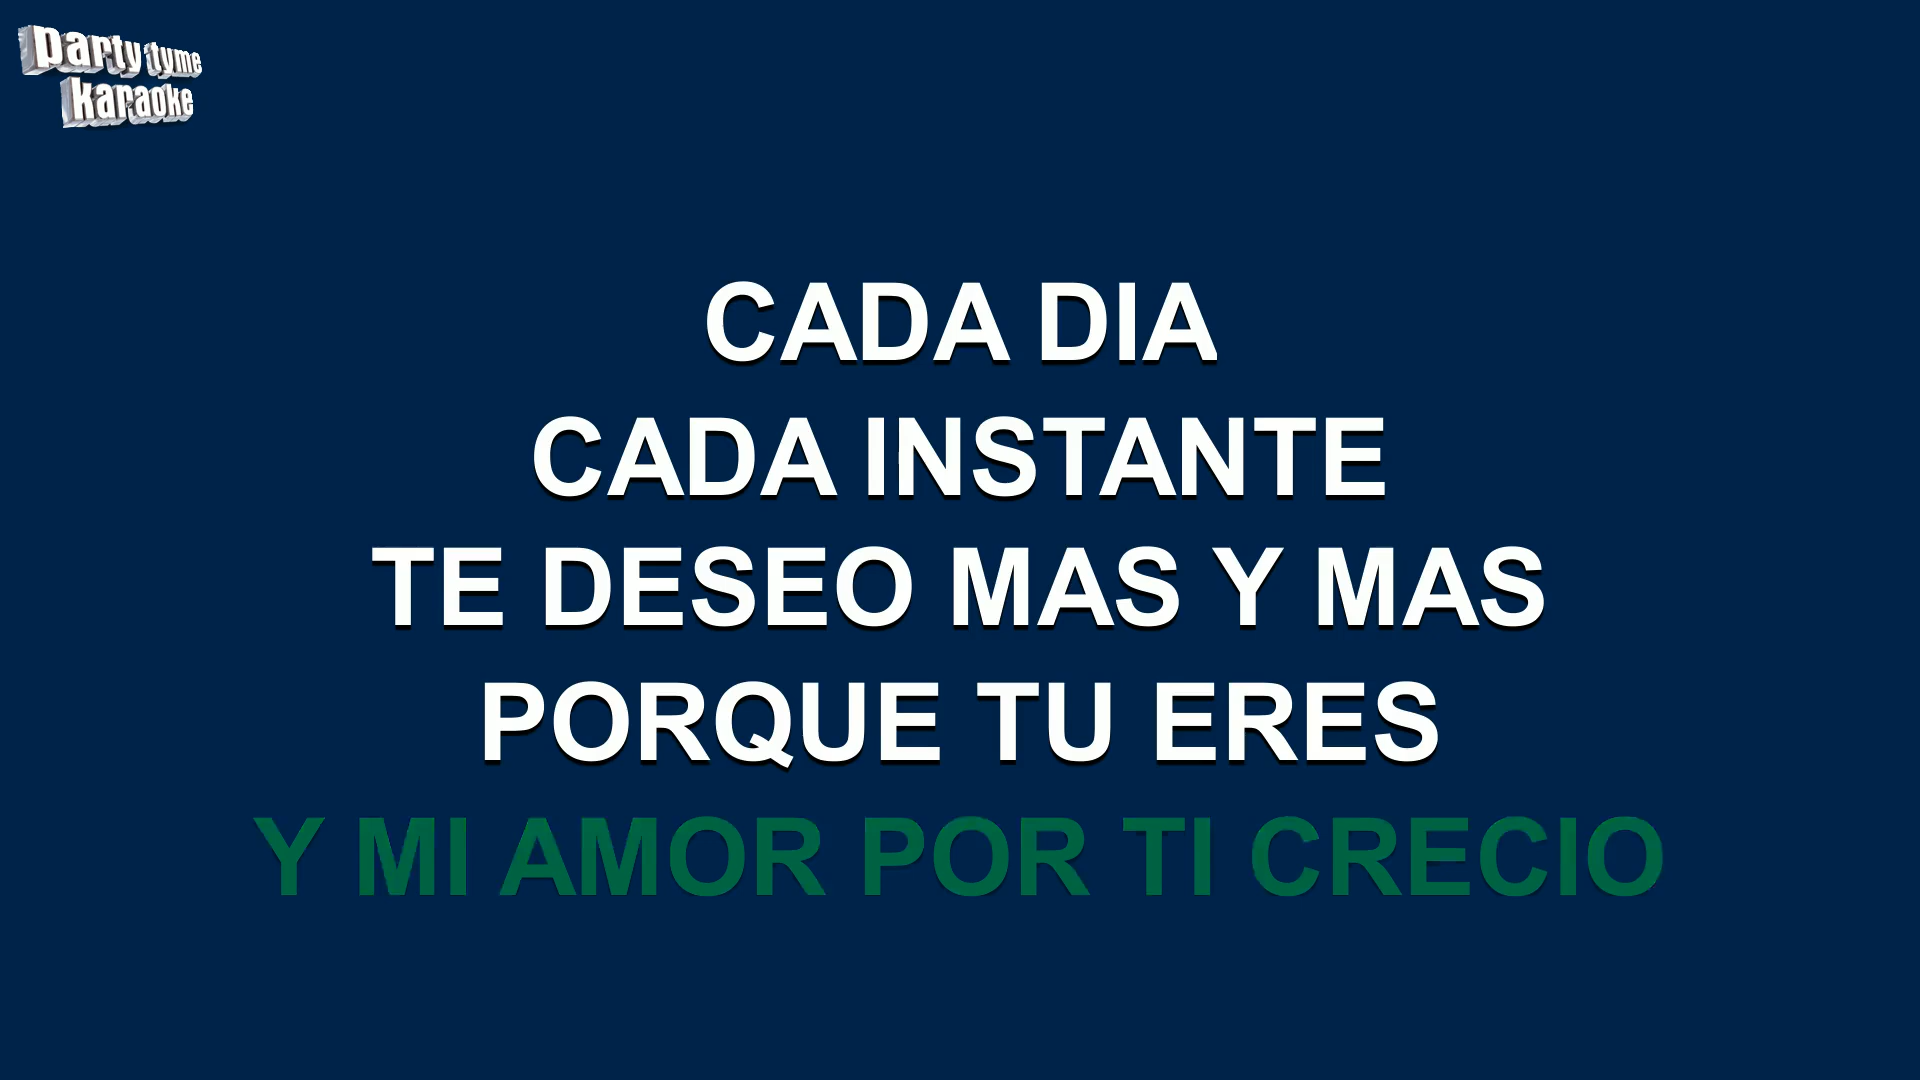 party tyme
karaoke
CADA DIA
CADA INSTANTE
TE DESEO MAS Y MAS
PORQUE TU ERES
Y MI AMOR POR TI CRECIO